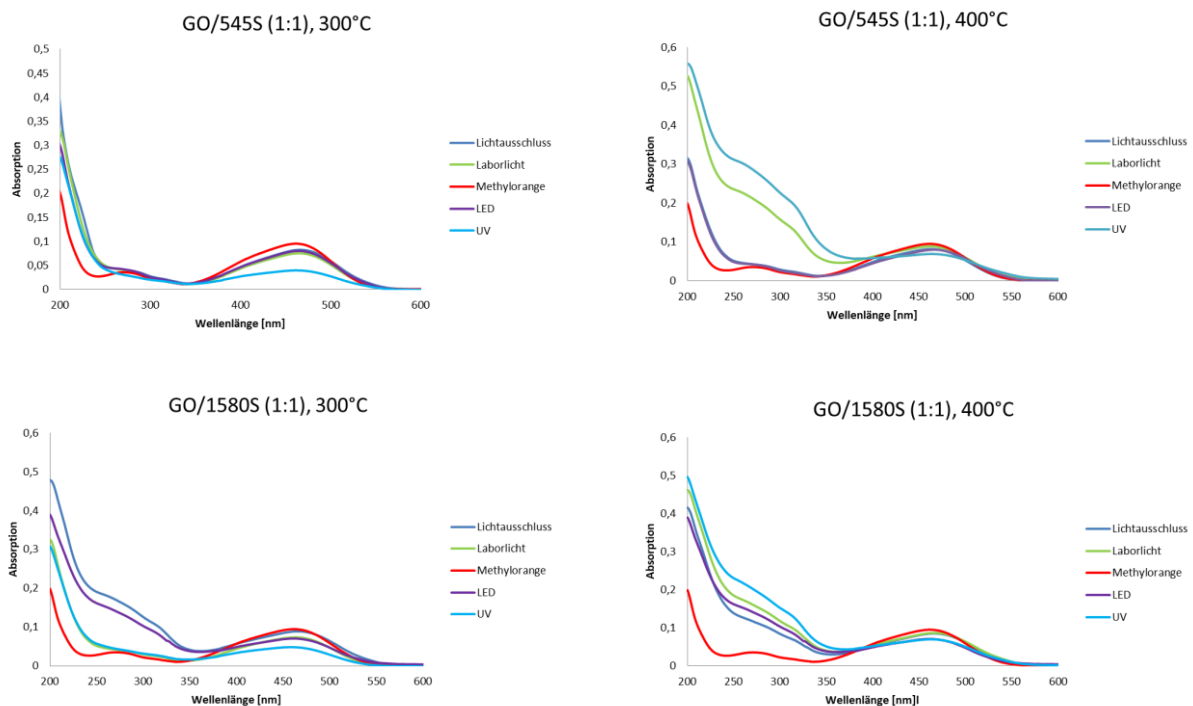 GO/545S (1:1), 300°C
0,5
0,45
0,4
0,35
0,3
0,25
0,2
0,15
0,1
0,05
0
Absorption
200 300 400 500 600
Wellenlänge [nm]
Lichtausschluss
Laborlicht
Methylorange
LED
UV
GO/545S (1:1), 400°C
0,6
0,5
0,4
0,3
0,2
0,1
0
Absorption
200 250 300 350 400 450 500 550 600
Wellenlänge [nm]
Lichtausschluss
Laborlicht
Methylorange
LED
UV
GO/1580S (1:1), 300°C
0,6
0,5
0,4
0,3
0,2
0,1
0
Absorption
200 250 300 350 400 450 500 550 600
Wellenlänge [nm]
Lichtausschluss
Laborlicht
Methylorange
LED
UV
GO/1580S (1:1), 400°C
0,6
0,5
0,4
0,3
0,2
0,1
0
Absorption
200 250 300 350 400 450 500 550 600
Wellenlänge [nm]l
Lichtausschluss
Laborlicht
Methylorange
LED
UV